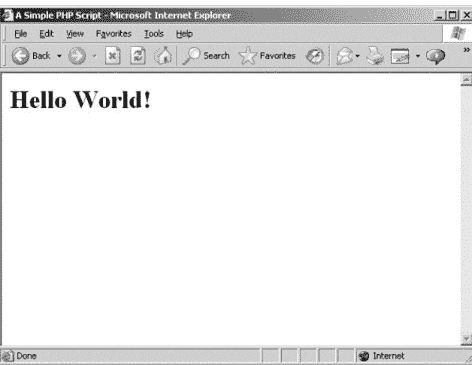 A Simple PHP Script - Microsoft Internet Explorer
File Edit View Favorites Tools Help
Back Search Favorites »
Hello World!
Done Internet